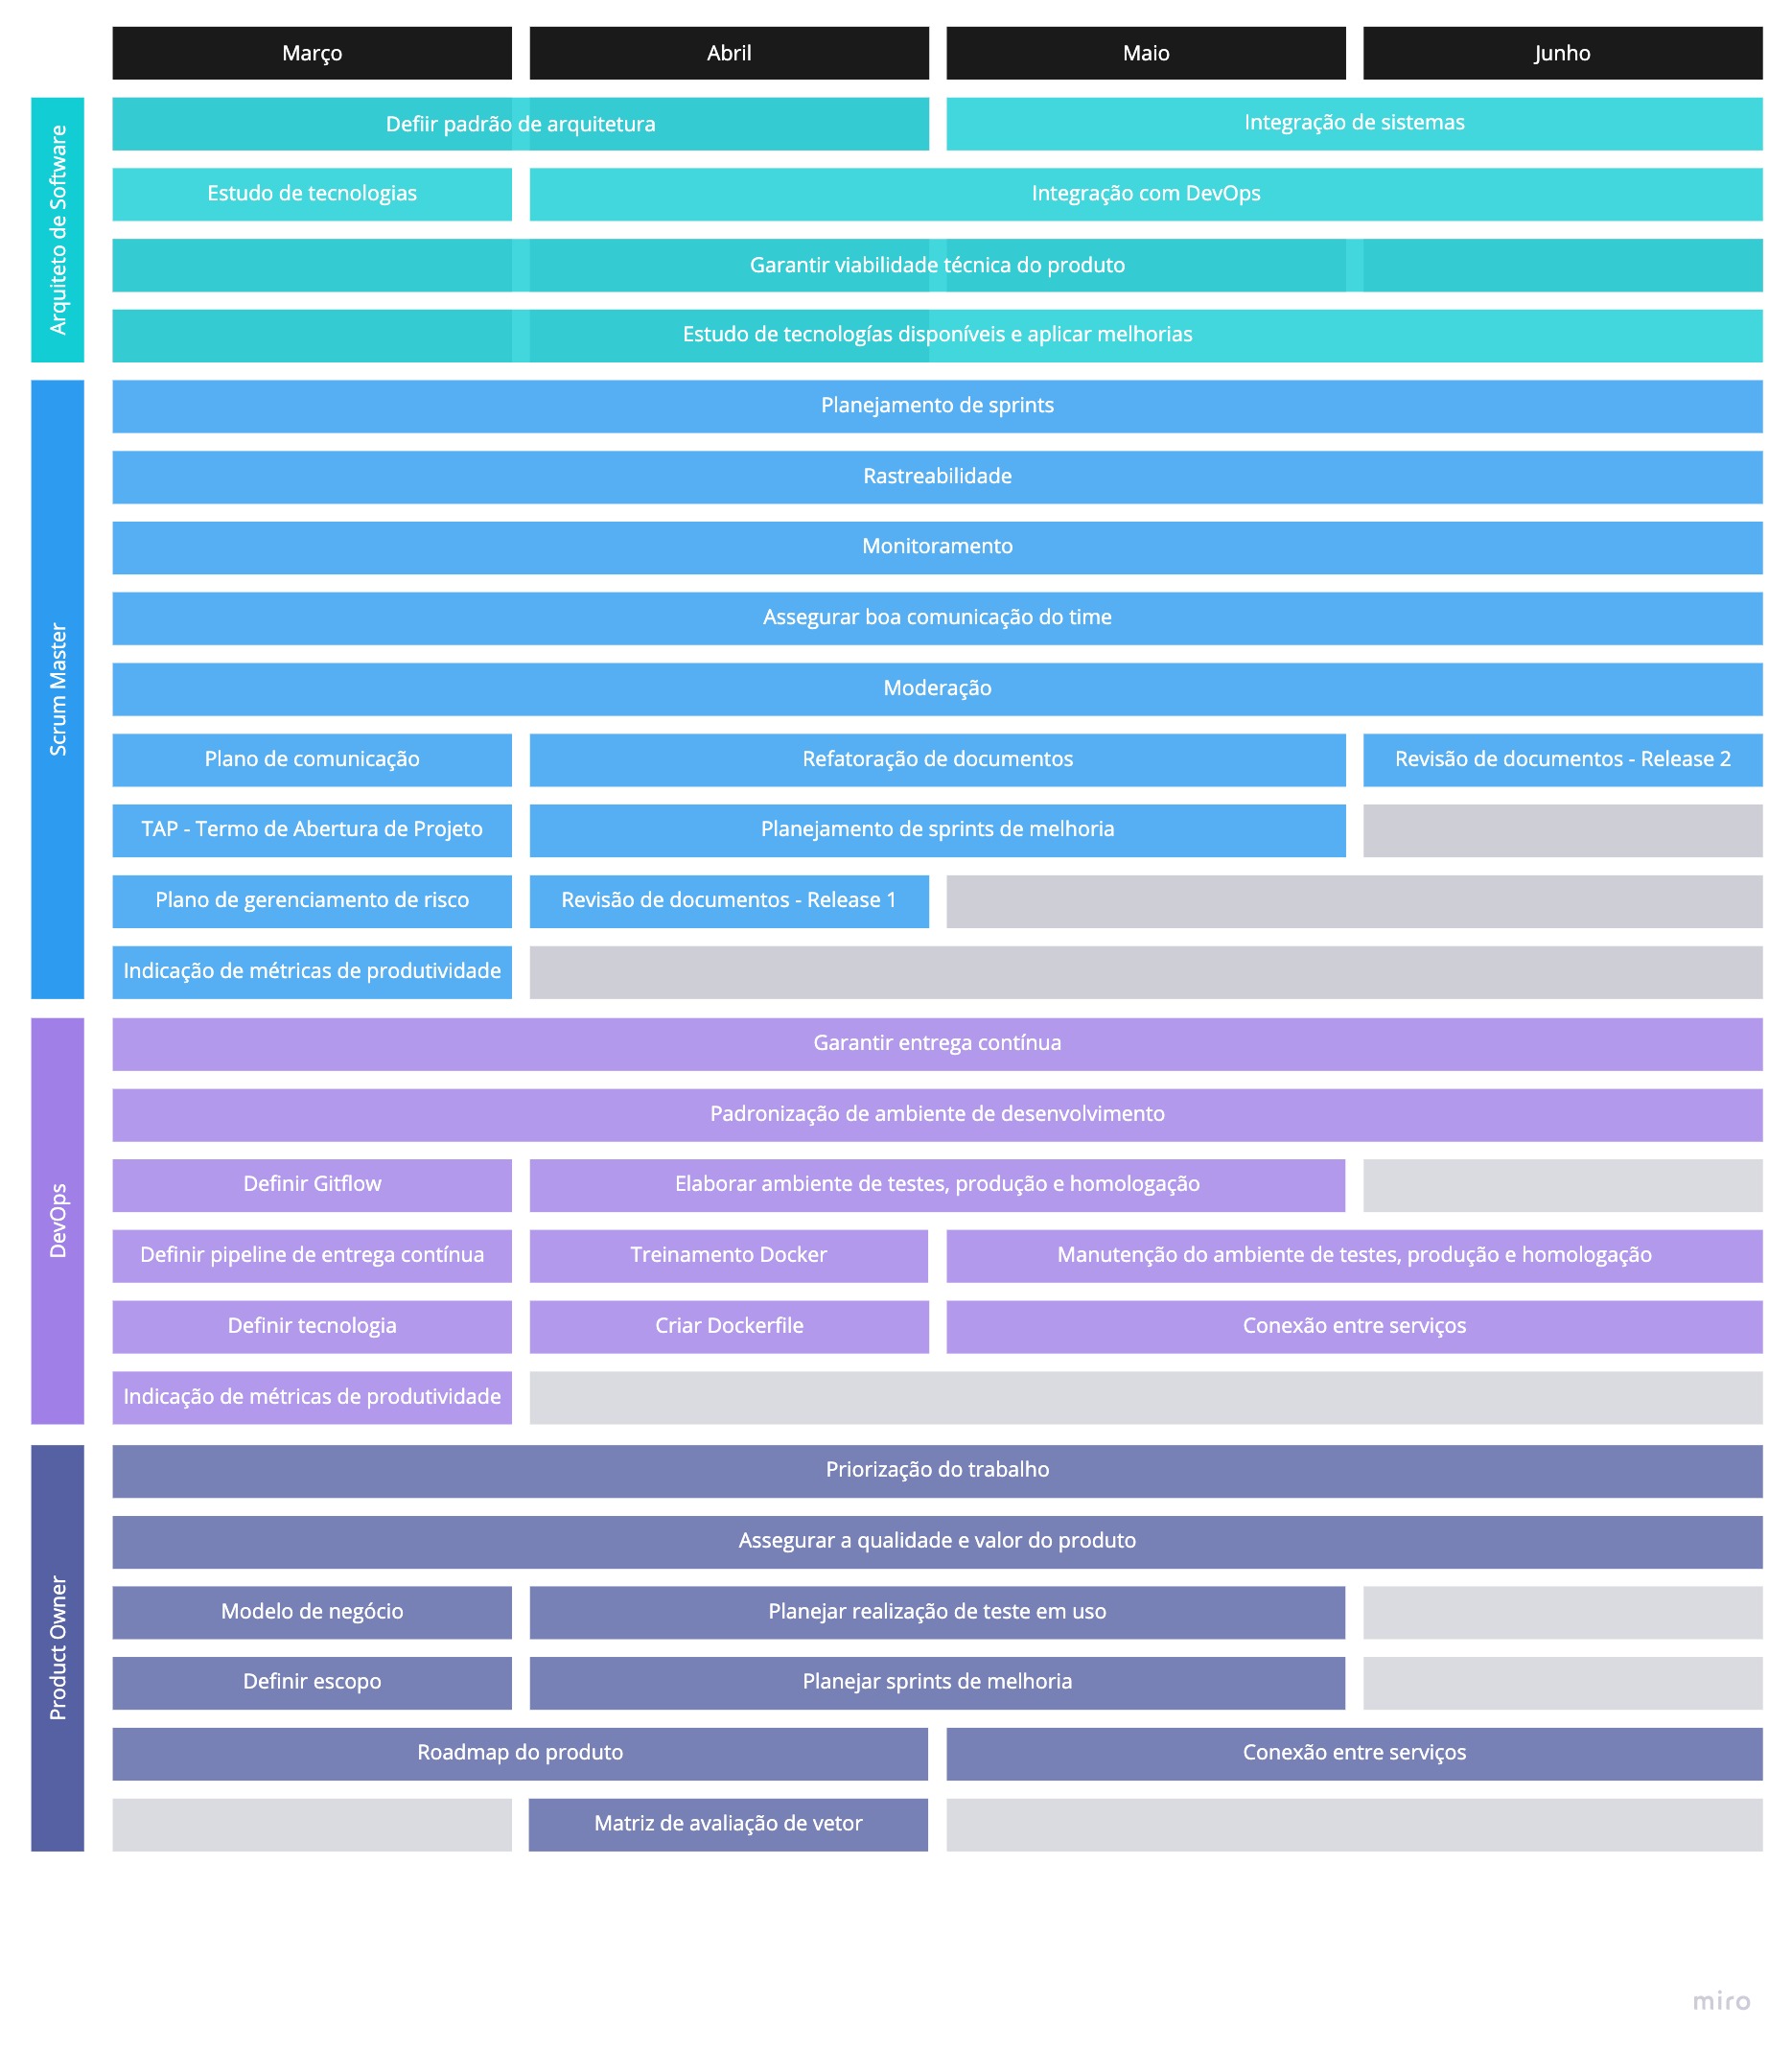 Março
Abril
Maio
Junho
Arquiteto de Software
Defiir padrão de arquitetura
Integração de sistemas
Estudo de tecnologias
Integração com DevOps
Garantir viabilidade técnica do produto
Estudo de tecnologías disponíveis e aplicar melhorias
Scrum Master
Planejamento de sprints
Rastreabilidade
Monitoramento
Assegurar boa comunicação do time
Moderação
Plano de comunicação
Refatoração de documentos
Revisão de documentos - Release 2
TAP - Termo de Abertura de Projeto
Planejamento de sprints de melhoria
Plano de gerenciamento de risco
Revisão de documentos - Release 1
Indicação de métricas de produtividade
DevOps
Garantir entrega contínua
Padronização de ambiente de desenvolvimento
Definir Gitflow
Elaborar ambiente de testes, produção e homologação
Definir pipeline de entrega contínua
Treinamento Docker
Manutenção do ambiente de testes, produção e homologação
Definir tecnologia
Criar Dockerfile
Conexão entre serviços
Indicação de métricas de produtividade
Product Owner
Priorização do trabalho
Assegurar a qualidade e valor do produto
Modelo de negócio
Planejar realização de teste em uso
Definir escopo
Planejar sprints de melhoria
Roadmap do produto
Conexão entre serviços
Matriz de avaliação de vetor
miro